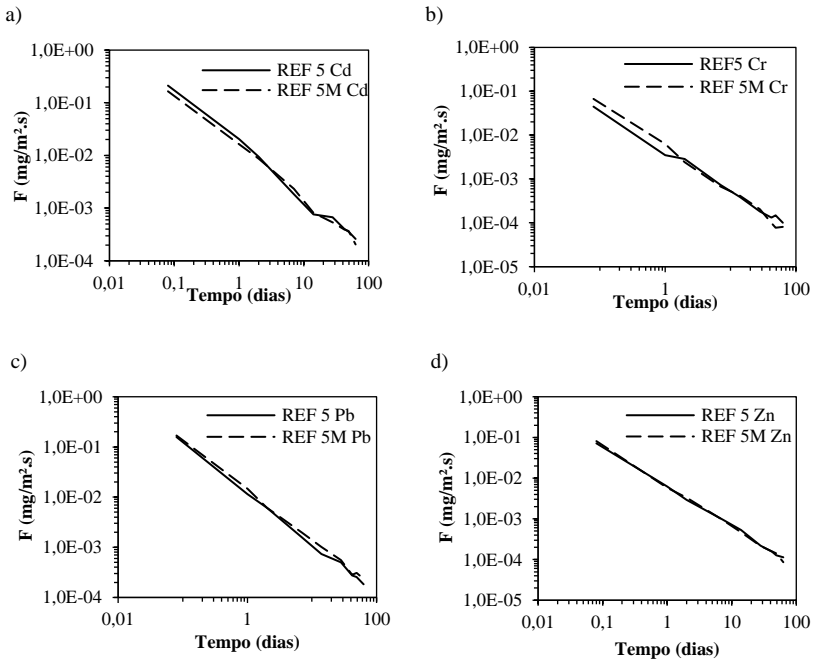 a)
1,0E+00
1,0E-01
1,0E-02
1,0E-03
1,0E-04
F (mg/m².s)
0,01 0,1 1 10 100
Tempo (dias)
REF 5 Cd
REF 5M Cd
b)
1,0E+00
1,0E-01
1,0E-02
1,0E-03
1,0E-04
1,0E-05
F (mg/m².s)
0,01 1 100
Tempo (dias)
REF5 Cr
REF 5M Cr
c)
1,0E+00
1,0E-01
1,0E-02
1,0E-03
1,0E-04
F (mg/m².s)
0,01 1 100
Tempo (dias)
REF 5 Pb
REF 5M Pb
d)
1,0E+00
1,0E-01
1,0E-02
1,0E-03
1,0E-04
1,0E-05
F (mg/m².s)
0,01 0,1 1 10 100
Tempo (dias)
REF 5 Zn
REF 5M Zn